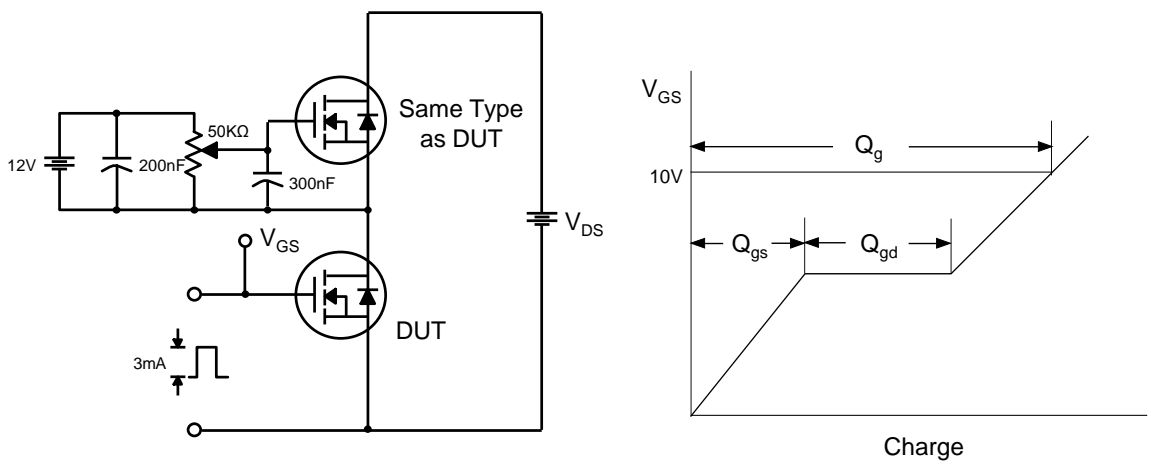 12V
200nF
50KΩ
300nF
Same Type
as DUT
V_DS
V_GS
DUT
3mA
V_GS
10V
Q_g
Q_gs
Q_gd
Charge